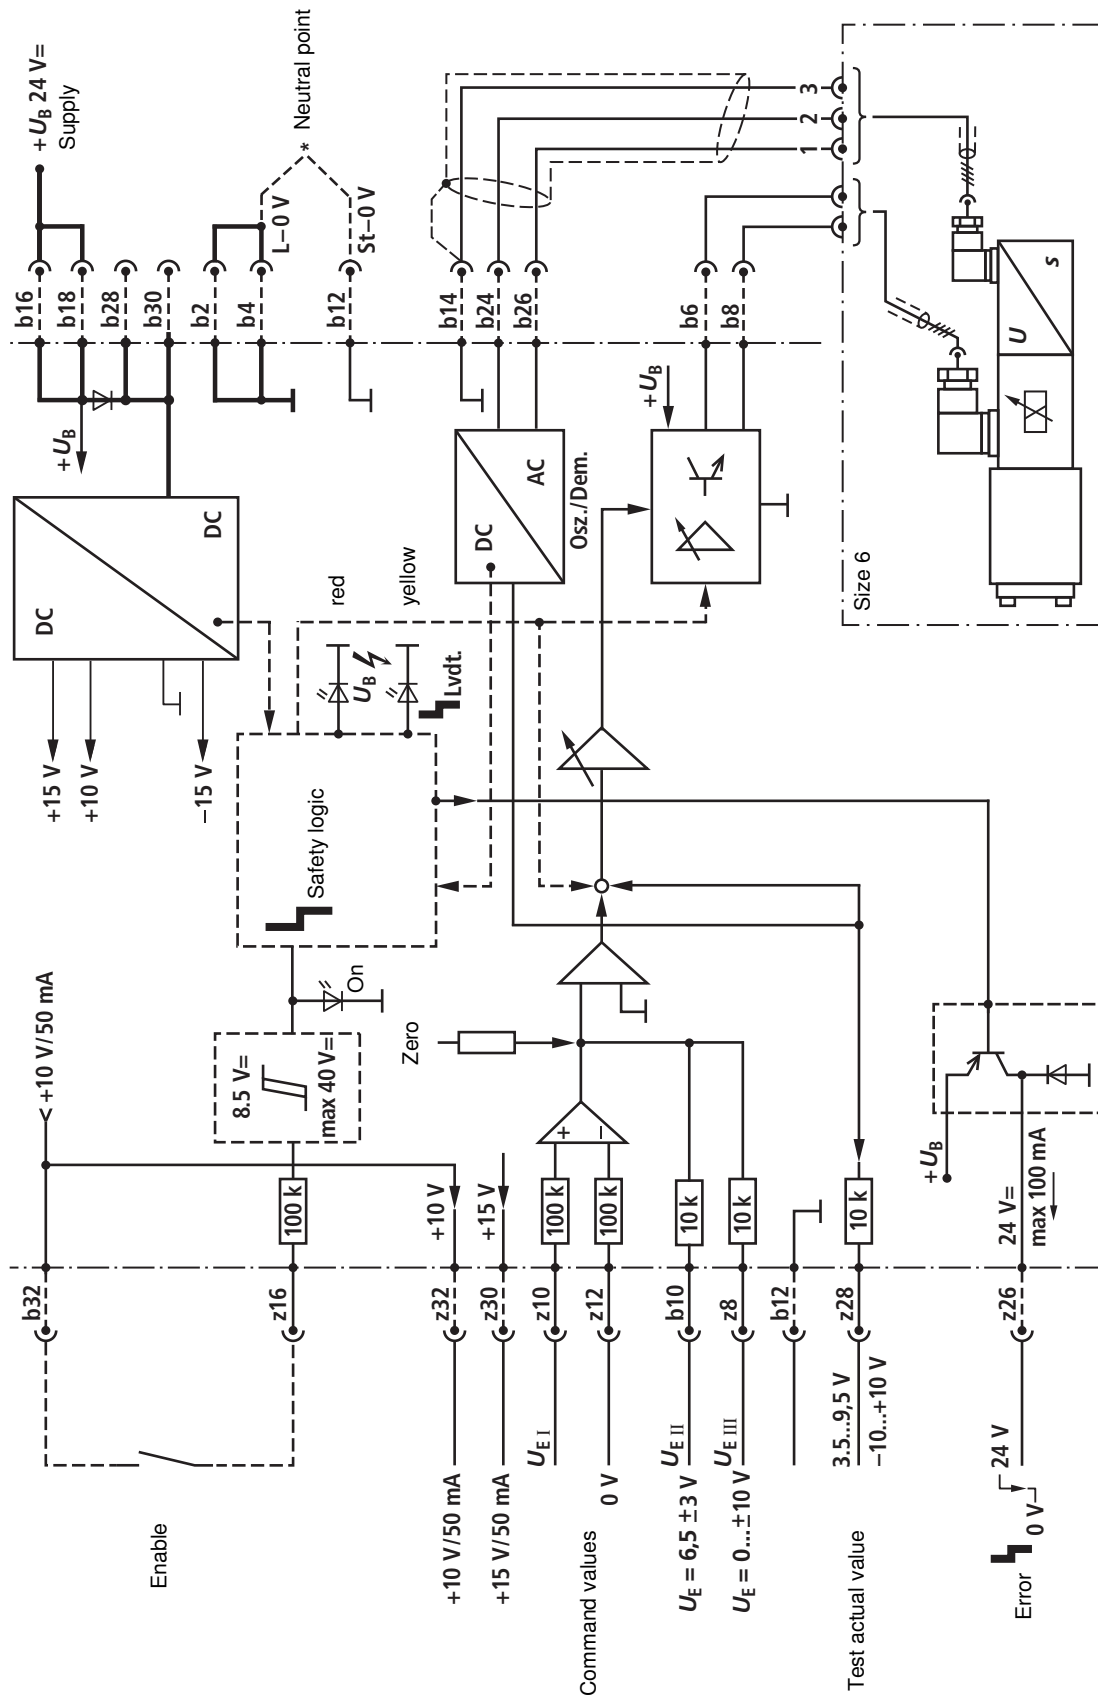 Enable
b32
< +10 V/50 mA
z16
100 k
8.5 V=
max 40 V=
On
Safety logic
+15 V
+10 V
−15 V
DC
DC
+UB
b16
b18
b28
b30
b2
b4
b12
+UB 24 V=
Supply
L–0 V
St–0 V
* Neutral point
red
yellow
UB
Lvdt.
+10 V/50 mA
z32
+10 V
+15 V/50 mA
z30
+15 V
Command values
UE I
z10
100 k
+
0 V
z12
100 k
−
Zero
UE = 6,5 ±3 V
UE II
b10
10 k
UE = 0...±10 V
UE III
z8
10 k
b12
DC
AC
Osz./Dem.
b14
b24
b26
+UB
b6
b8
1
2
3
Test actual value
3.5...9,5 V
−10...+10 V
z28
10 k
Size 6
U
S
Error
24 V
0 V
z26
24 V=
max 100 mA
+UB